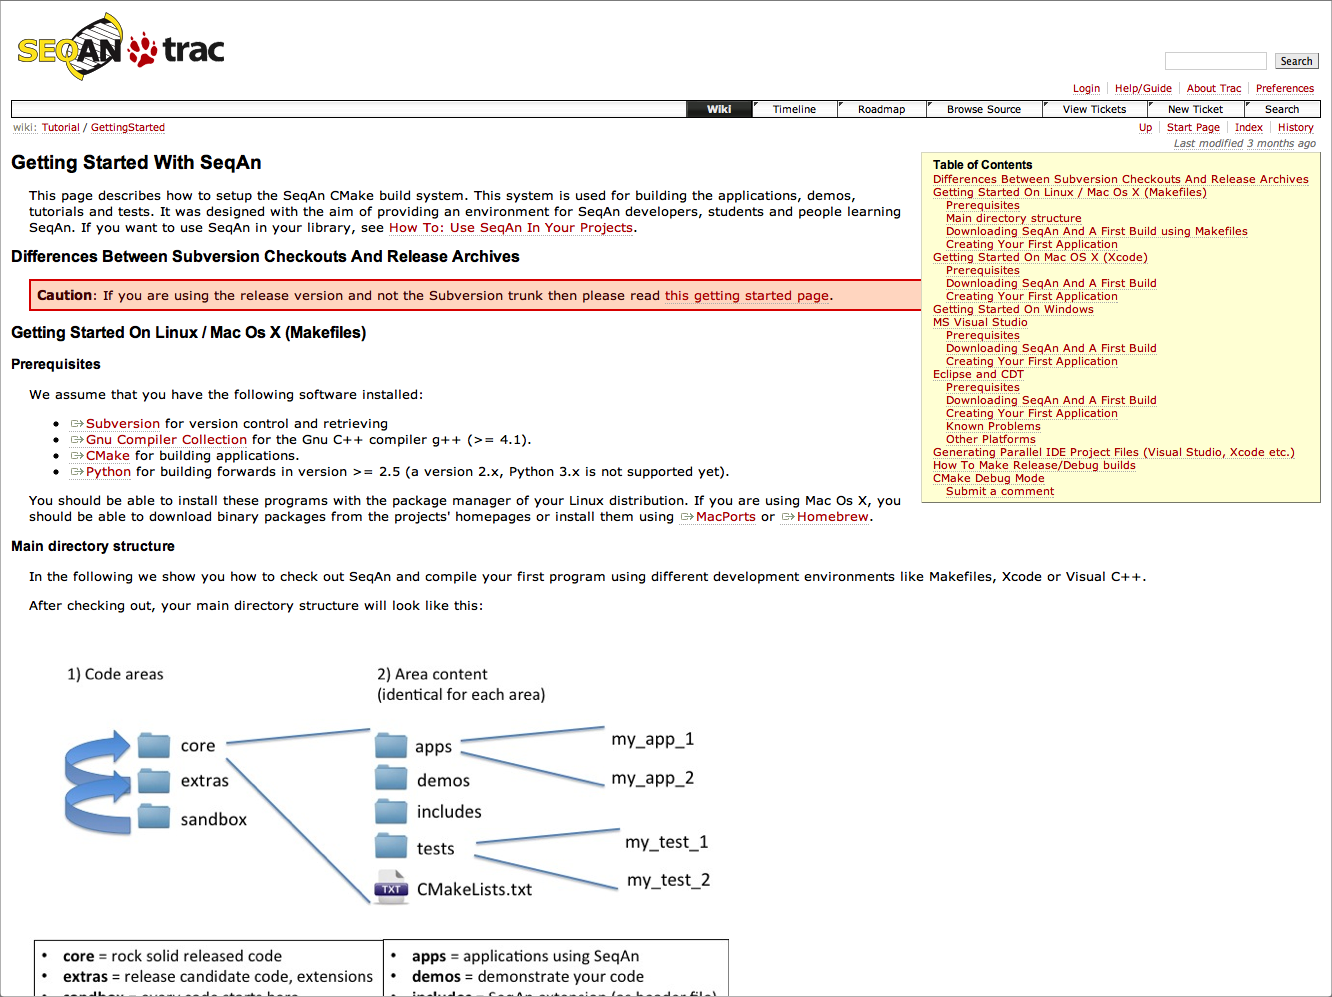 SEQAN trac
Search
Login Help/Guide About Trac Preferences
Wiki Timeline Roadmap Browse Source View Tickets New Ticket Search
wiki: Tutorial / GettingStarted
Up Start Page Index History
Last modified 3 months ago
Getting Started With SeqAn
This page describes how to setup the SeqAn CMake build system. This system is used for building the applications, demos,
tutorials and tests. It was designed with the aim of providing an environment for SeqAn developers, students and people learning
SeqAn. If you want to use SeqAn in your library, see How To: Use SeqAn In Your Projects.
Differences Between Subversion Checkouts And Release Archives
Caution: If you are using the release version and not the Subversion trunk then please read this getting started page.
Table of Contents
Differences Between Subversion Checkouts And Release Archives
Getting Started On Linux / Mac Os X (Makefiles)
Prerequisites
Main directory structure
Downloading SeqAn And A First Build using Makefiles
Creating Your First Application
Getting Started On Mac OS X (Xcode)
Prerequisites
Downloading SeqAn And A First Build
Creating Your First Application
Getting Started On Windows
MS Visual Studio
Prerequisites
Downloading SeqAn And A First Build
Creating Your First Application
Eclipse and CDT
Prerequisites
Downloading SeqAn And A First Build
Creating Your First Application
Known Problems
Other Platforms
Generating Parallel IDE Project Files (Visual Studio, Xcode etc.)
How To Make Release/Debug builds
CMake Debug Mode
Submit a comment
Getting Started On Linux / Mac Os X (Makefiles)
Prerequisites
We assume that you have the following software installed:
• Subversion for version control and retrieving
• Gnu Compiler Collection for the Gnu C++ compiler g++ (>= 4.1).
• CMake for building applications.
• Python for building forwards in version >= 2.5 (a version 2.x, Python 3.x is not supported yet).
You should be able to install these programs with the package manager of your Linux distribution. If you are using Mac Os X, you
should be able to download binary packages from the projects' homepages or install them using MacPorts or Homebrew.
Main directory structure
In the following we show you how to check out SeqAn and compile your first program using different development environments like Makefiles, Xcode or Visual C++.
After checking out, your main directory structure will look like this:
1) Code areas
core
extras
sandbox
2) Area content
(identical for each area)
apps
demos
includes
tests
TXT CMakeLists.txt
my_app_1
my_app_2
my_test_1
my_test_2
• core = rock solid released code
• extras = release candidate code, extensions
• sandbox = every code starts here
• apps = applications using SeqAn
• demos = demonstrate your code
• includes = SeqAn extension (as header file)